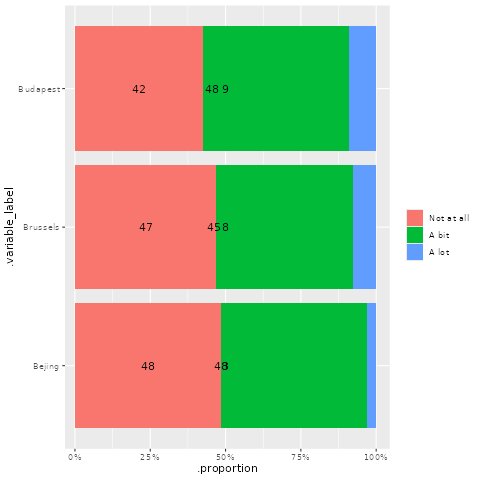 Budapest
42
48
9
Not at all
.variable_label
Brussels
47
45
8
A bit
A lot
Bejing
48
48
0%
25%
50%
75%
100%
.proportion